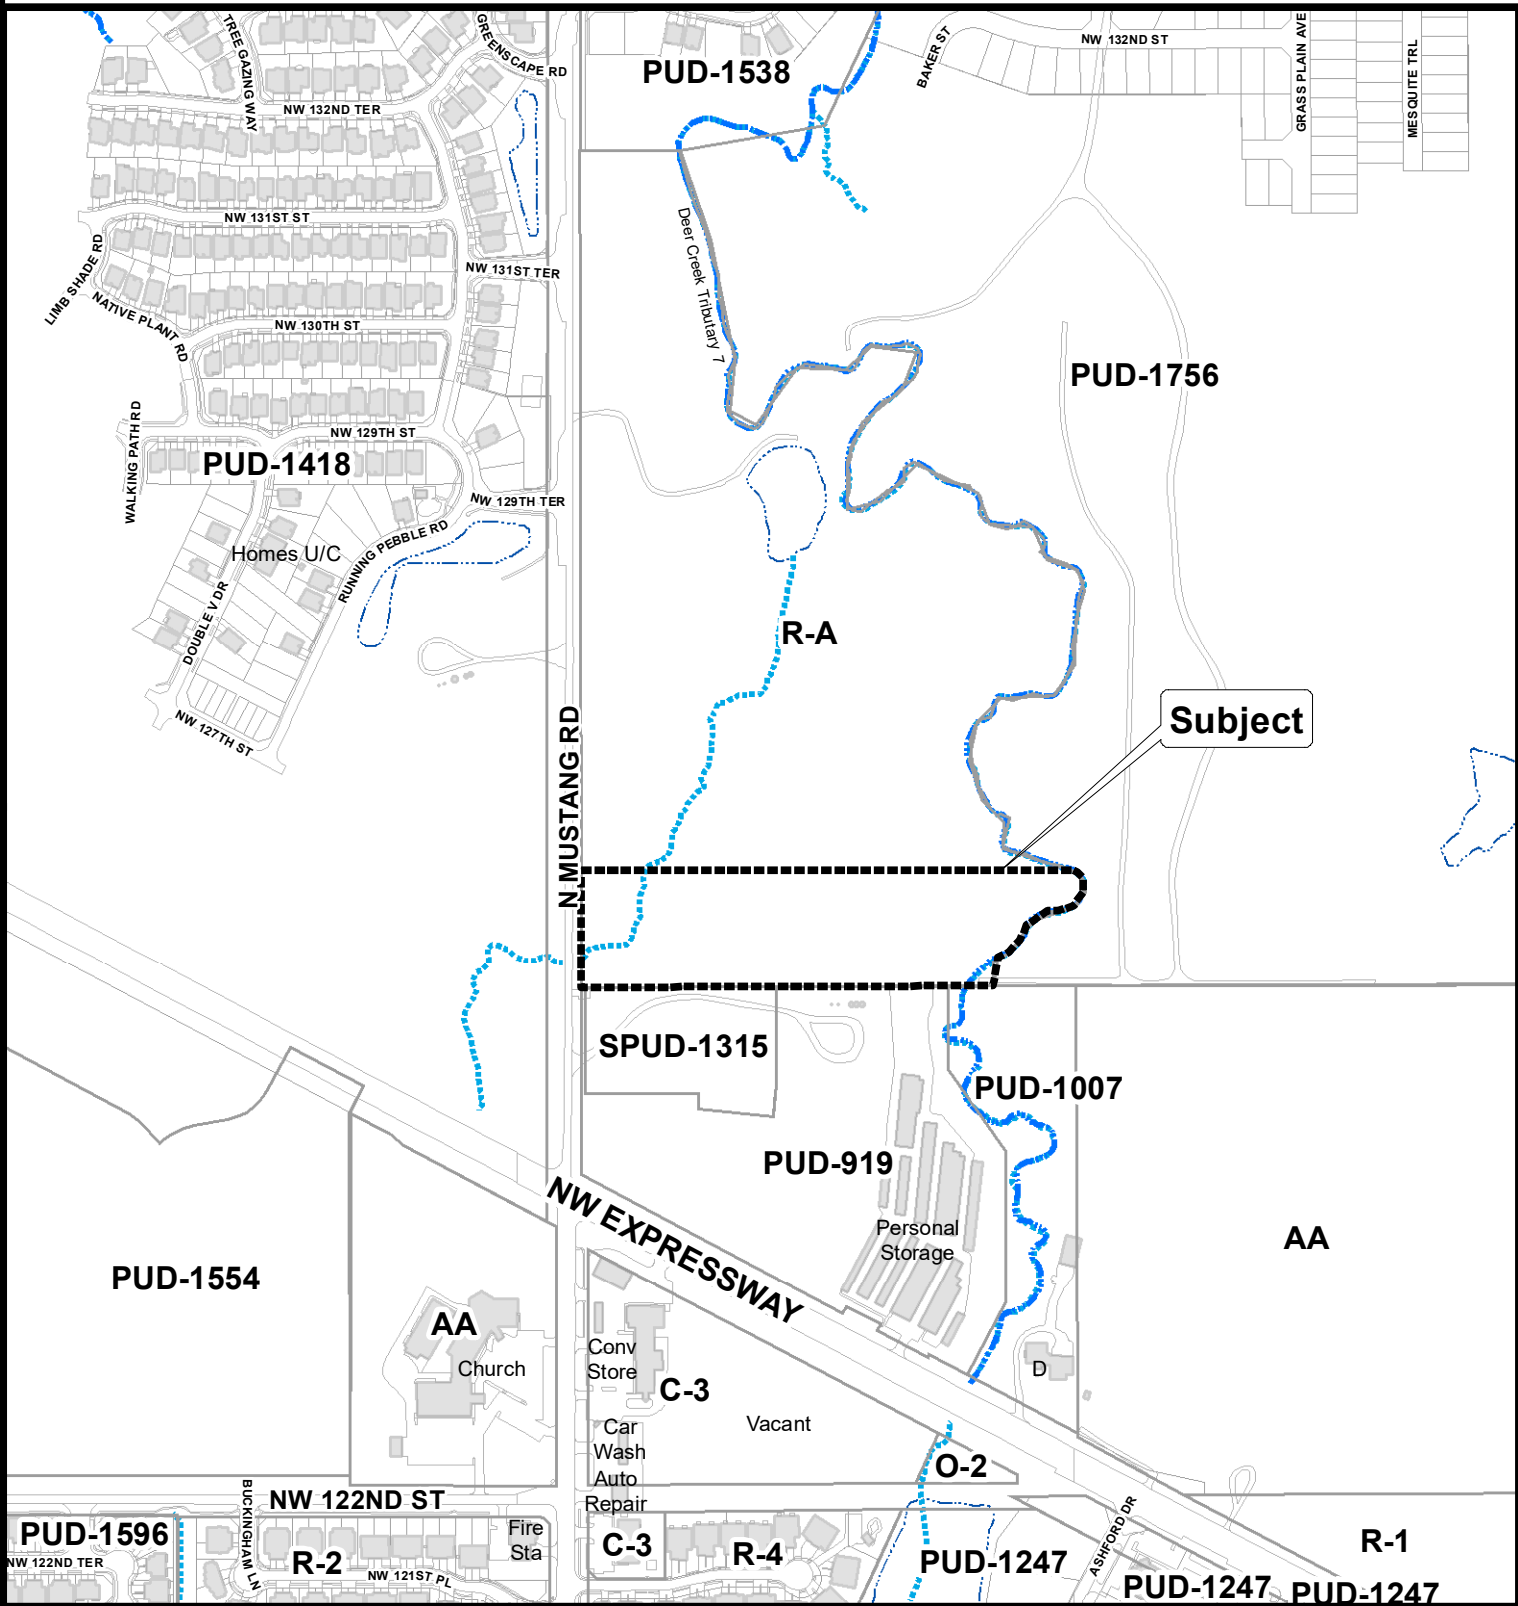 TREE GAZING WAY
GREENSCAPE RD
PUD-1538
BAKER ST
NW 132ND ST
GRASS PLAIN AVE
MESQUITE TRL
NW 132ND TER
NW 131ST ST
LIMB SHADE RD
NW 131ST TER
Deer Creek Tributary 7
NATIVE PLANT RD
NW 130TH ST
PUD-1756
WALKING PATH RD
NW 129TH ST
PUD-1418
NW 129TH TER
Homes U/C
RUNNING PEBBLE RD
DOUBLE V DR
R-A
NW 127TH ST
N MUSTANG RD
Subject
SPUD-1315
PUD-1007
PUD-919
NW EXPRESSWAY
Personal
Storage
AA
PUD-1554
AA
Church
Conv
Store
C-3
D
Vacant
Car
Wash
Auto
Repair
O-2
NW 122ND ST
BUCKINGHAM LN
PUD-1596
NW 122ND TER
R-2
NW 121ST PL
Fire
Sta
C-3
R-4
PUD-1247
ASHFORD DR
R-1
PUD-1247
PUD-1247